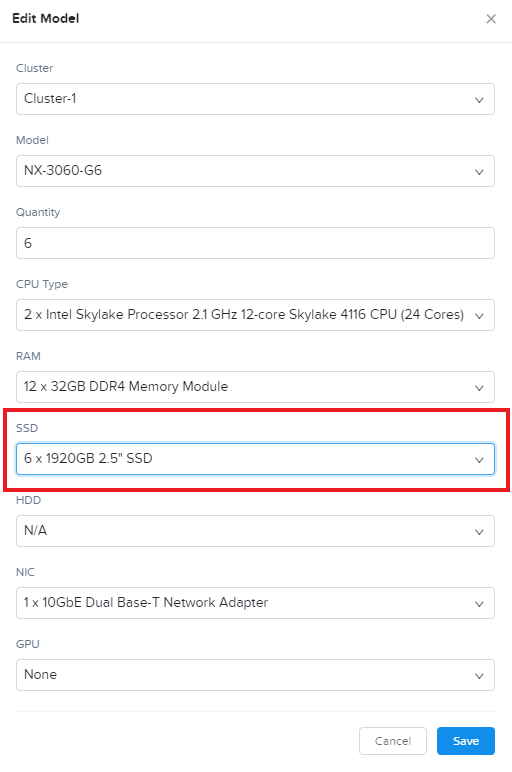 Edit Model
Cluster
Cluster-1
Model
NX-3060-G6
Quantity
6
CPU Type
2 x Intel Skylake Processor 2.1 GHz 12-core Skylake 4116 CPU (24 Cores)
RAM
12 x 32GB DDR4 Memory Module
SSD
6 x 1920GB 2.5" SSD
HDD
N/A
NIC
1 x 10GbE Dual Base-T Network Adapter
GPU
None
Cancel Save